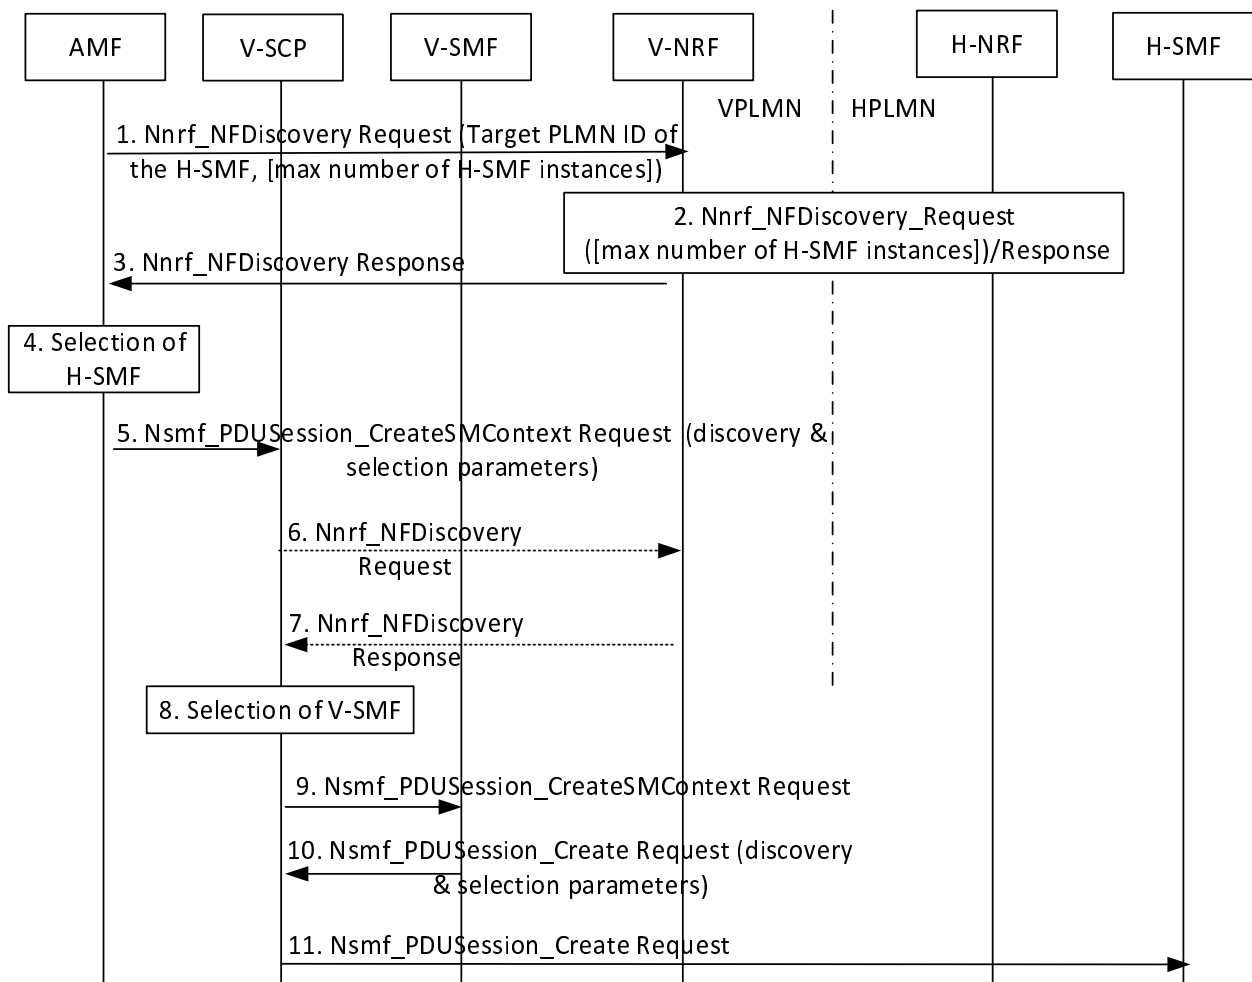 AMF
V-SCP
V-SMF
V-NRF
H-NRF
H-SMF
VPLMN
HPLMN
1. Nnrf_NFDiscovery Request (Target PLMN ID of
the H-SMF, [max number of H-SMF instances])
2. Nnrf_NFDiscovery_Request
([max number of H-SMF instances])/Response
3. Nnrf_NFDiscovery Response
4. Selection of
H-SMF
5. Nsmf_PDUSession_CreateSMContext Request (discovery &
selection parameters)
6. Nnrf_NFDiscovery
Request
7. Nnrf_NFDiscovery
Response
8. Selection of V-SMF
9. Nsmf_PDUSession_CreateSMContext Request
10. Nsmf_PDUSession_Create Request (discovery
& selection parameters)
11. Nsmf_PDUSession_Create Request